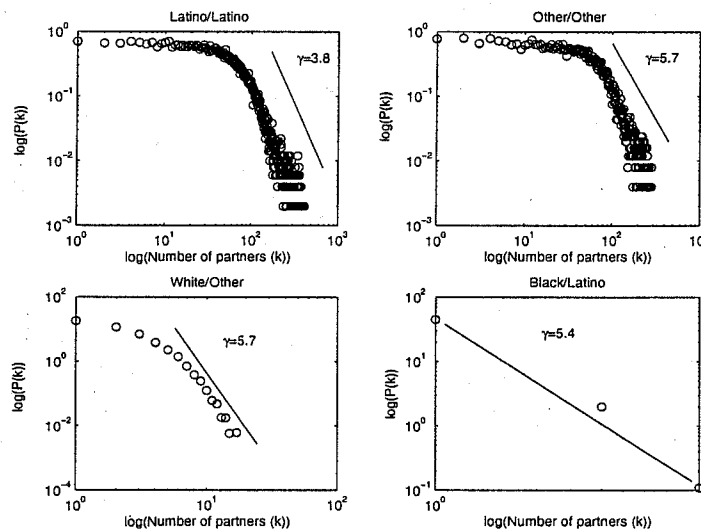 Latino/Latino
10^0
10^-1
10^-2
10^-3
log(P(k))
γ=3.8
10^0
10^1
10^2
10^3
log(Number of partners (k))
Other/Other
10^0
10^-1
10^-2
10^-3
log(P(k))
γ=5.7
10^0
10^2
log(Number of partners (k))
White/Other
10^2
10^0
10^-2
10^-4
log(P(k))
γ=5.7
10^0
10^1
10^2
log(Number of partners (k))
Black/Latino
10^2
10^1
10^0
10^-1
log(P(k))
γ=5.4
10^0
log(Number of partners (k))